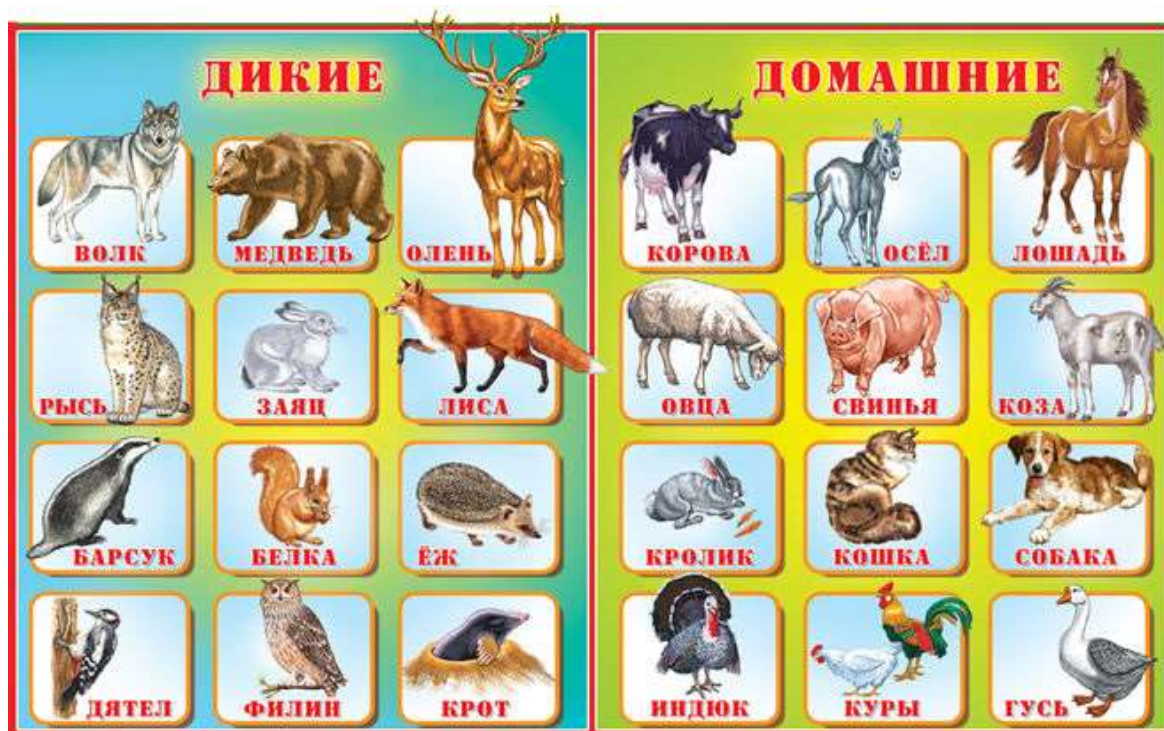 ДИКИЕ
ВОЛК
МЕДВЕДЬ
ОЛЕНЬ
РЫСЬ
ЗАЯЦ
ЛИСА
БАРСУК
БЕЛКА
ЁЖ
ДЯТЕЛ
ФИЛИН
КРОТ
ДОМАШНИЕ
КОРОВА
ОСЁЛ
ЛОШАДЬ
ОВЦА
СВИНЬЯ
КОЗА
КРОЛИК
КОШКА
СОБАКА
ИНДЮК
КУРЫ
ГУСЬ